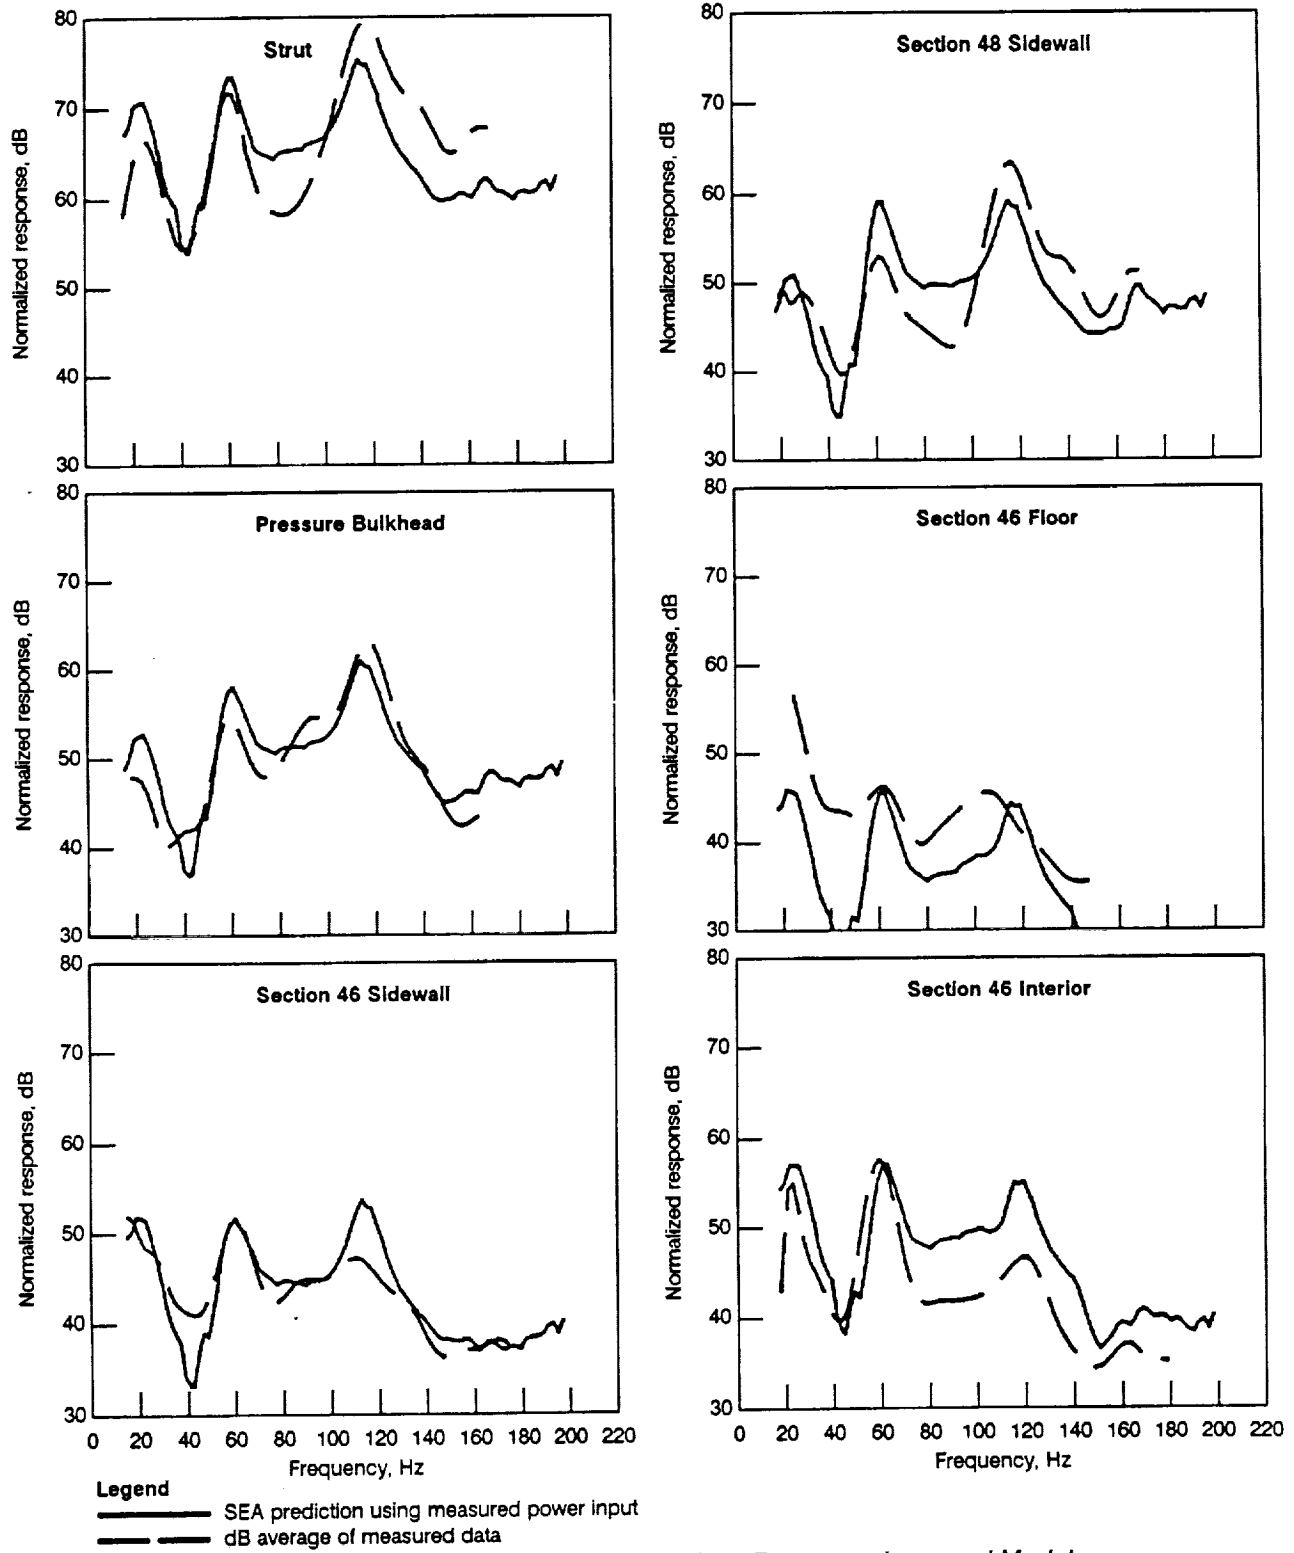 Strut
Normalized response, dB
80
70
60
50
40
30
Section 48 Sidewall
Normalized response, dB
80
70
60
50
40
30
Pressure Bulkhead
Normalized response, dB
80
70
60
50
40
30
Section 46 Floor
Normalized response, dB
80
70
60
50
40
30
Section 46 Sidewall
Normalized response, dB
80
70
60
50
40
30
0 20 40 60 80 100 120 140 160 180 200 220
Frequency, Hz
Section 46 Interior
Normalized response, dB
80
70
60
50
40
30
0 20 40 60 80 100 120 140 160 180 200 220
Frequency, Hz
Legend
SEA prediction using measured power input
dB average of measured data